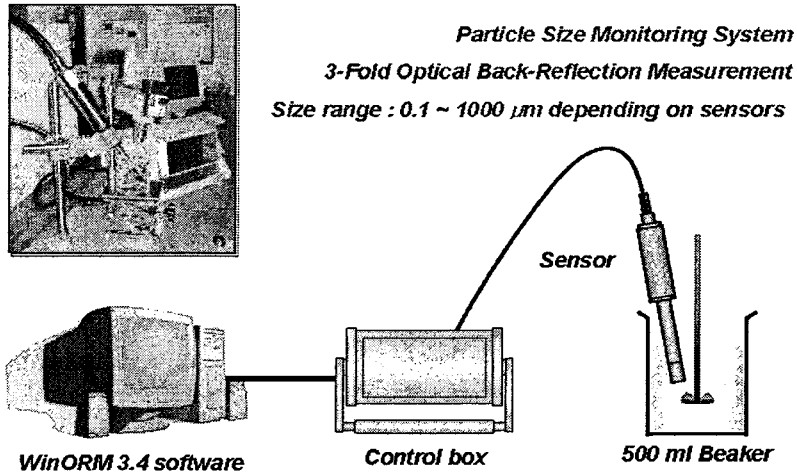 Particle Size Monitoring System
3-Fold Optical Back-Reflection Measurement
Size range : 0.1 ~ 1000 μm depending on sensors
Sensor
WinORM 3.4 software
Control box
500 ml Beaker